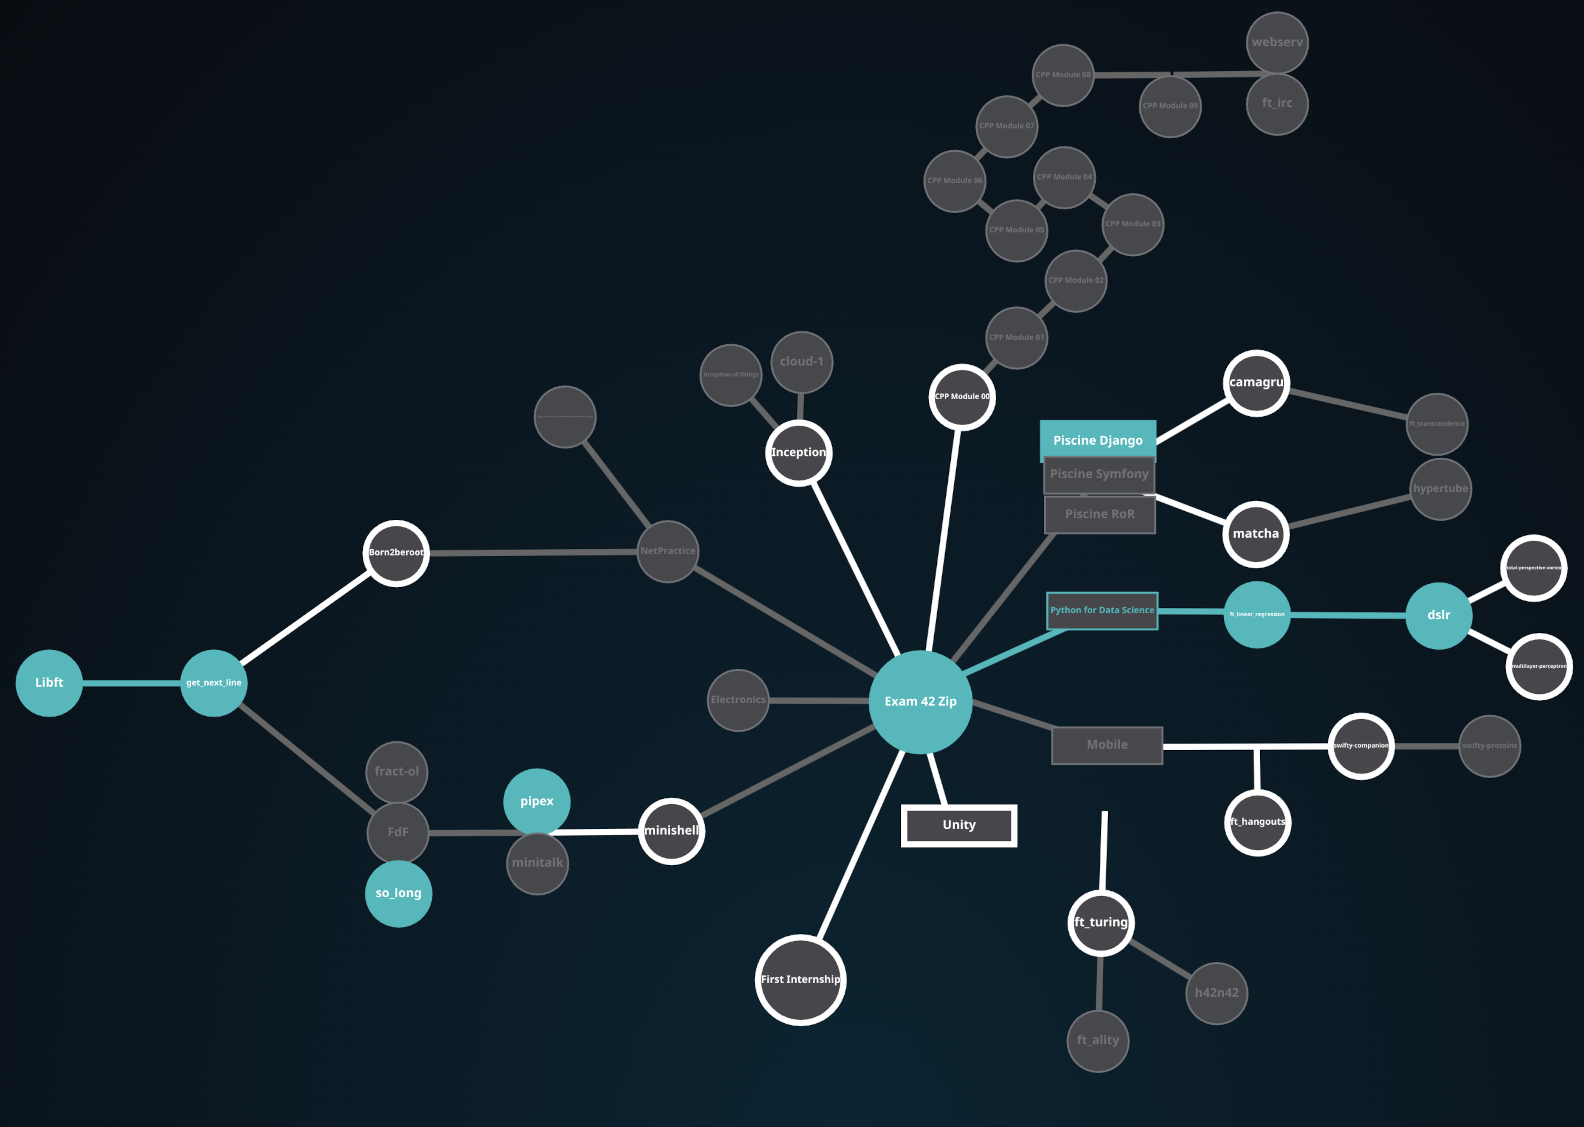 webserv
CPP Module 08
CPP Module 09
ft_irc
CPP Module 07
CPP Module 06
CPP Module 04
CPP Module 05
CPP Module 03
CPP Module 02
CPP Module 01
Inception-of-Things
cloud-1
CPP Module 00
camagru
ft_transcendence
Piscine Django
Inception
Piscine Symfony
hypertube
Piscine RoR
matcha
Born2beroot
NetPractice
total-perspective-vortex
Python for Data Science
ft_linear_regression
dslr
multilayer-perceptron
Libft
get_next_line
Electronics
Exam 42 Zip
Mobile
swifty-companion
swifty-proteins
fract-ol
pipex
FdF
minishell
minitalk
Unity
ft_hangouts
so_long
ft_turing
First Internship
h42n42
ft_ality